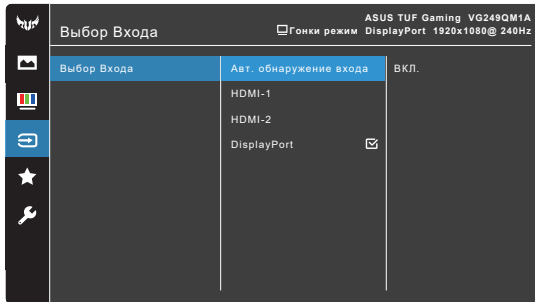 ASUS TUF Gaming VG249QM1A
Выбор Входа
Гонки режим DisplayPort 1920x1080@ 240Hz
Выбор Входа
Авт. обнаружение входа
ВКЛ.
HDMI-1
HDMI-2
DisplayPort